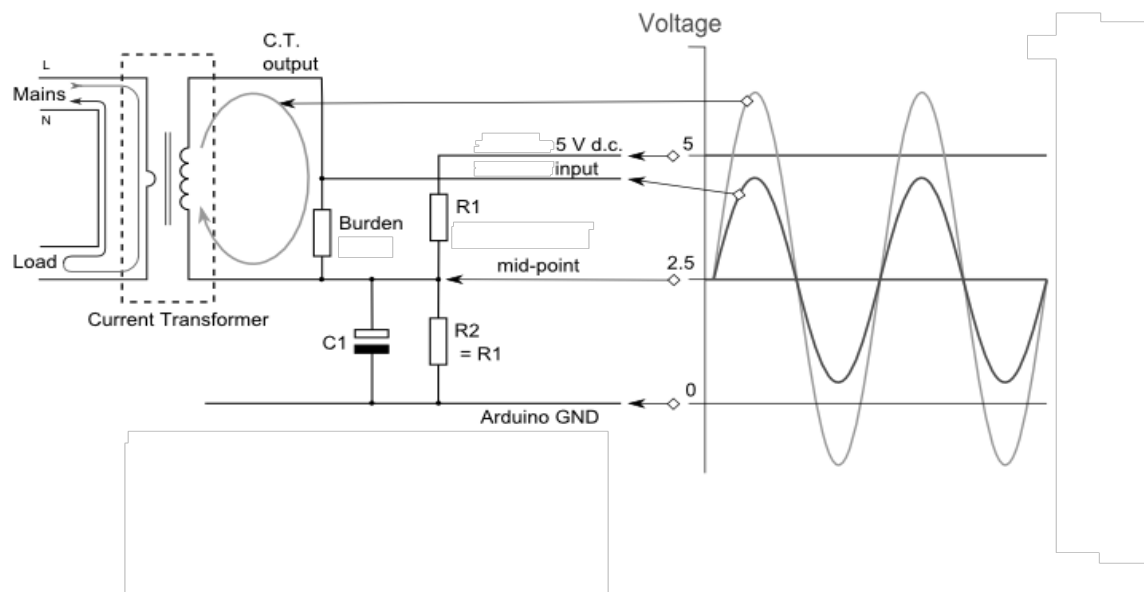 Voltage
C.T.
output
L
Mains
N
5 V d.c.
5
input
R1
Burden
mid-point
2.5
Load
Current Transformer
C1
R2
= R1
0
Arduino GND